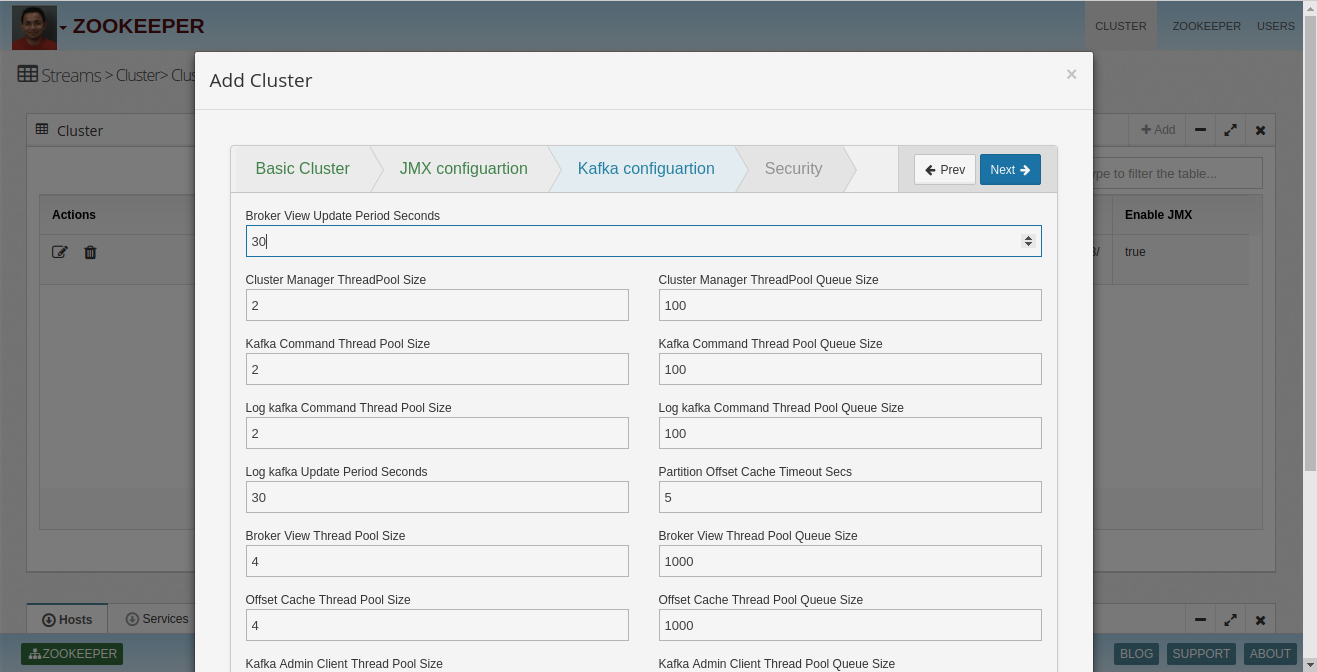 ZOOKEEPER
CLUSTER ZOOKEEPER USERS
Streams > Cluster> Clus
Add Cluster ×
Cluster
Add
Basic Cluster JMX configuartion Kafka configuartion Security Prev Next
ype to filter the table...
Actions Enable JMX
3/ true
Broker View Update Period Seconds
30
Cluster Manager ThreadPool Size Cluster Manager ThreadPool Queue Size
2 100
Kafka Command Thread Pool Size Kafka Command Thread Pool Queue Size
2 100
Log kafka Command Thread Pool Size Log kafka Command Thread Pool Queue Size
2 100
Log kafka Update Period Seconds Partition Offset Cache Timeout Secs
30 5
Broker View Thread Pool Size Broker View Thread Pool Queue Size
4 1000
Offset Cache Thread Pool Size Offset Cache Thread Pool Queue Size
4 1000
Hosts Services
Kafka Admin Client Thread Pool Size Kafka Admin Client Thread Pool Queue Size
ZOOKEEPER BLOG SUPPORT ABOUT